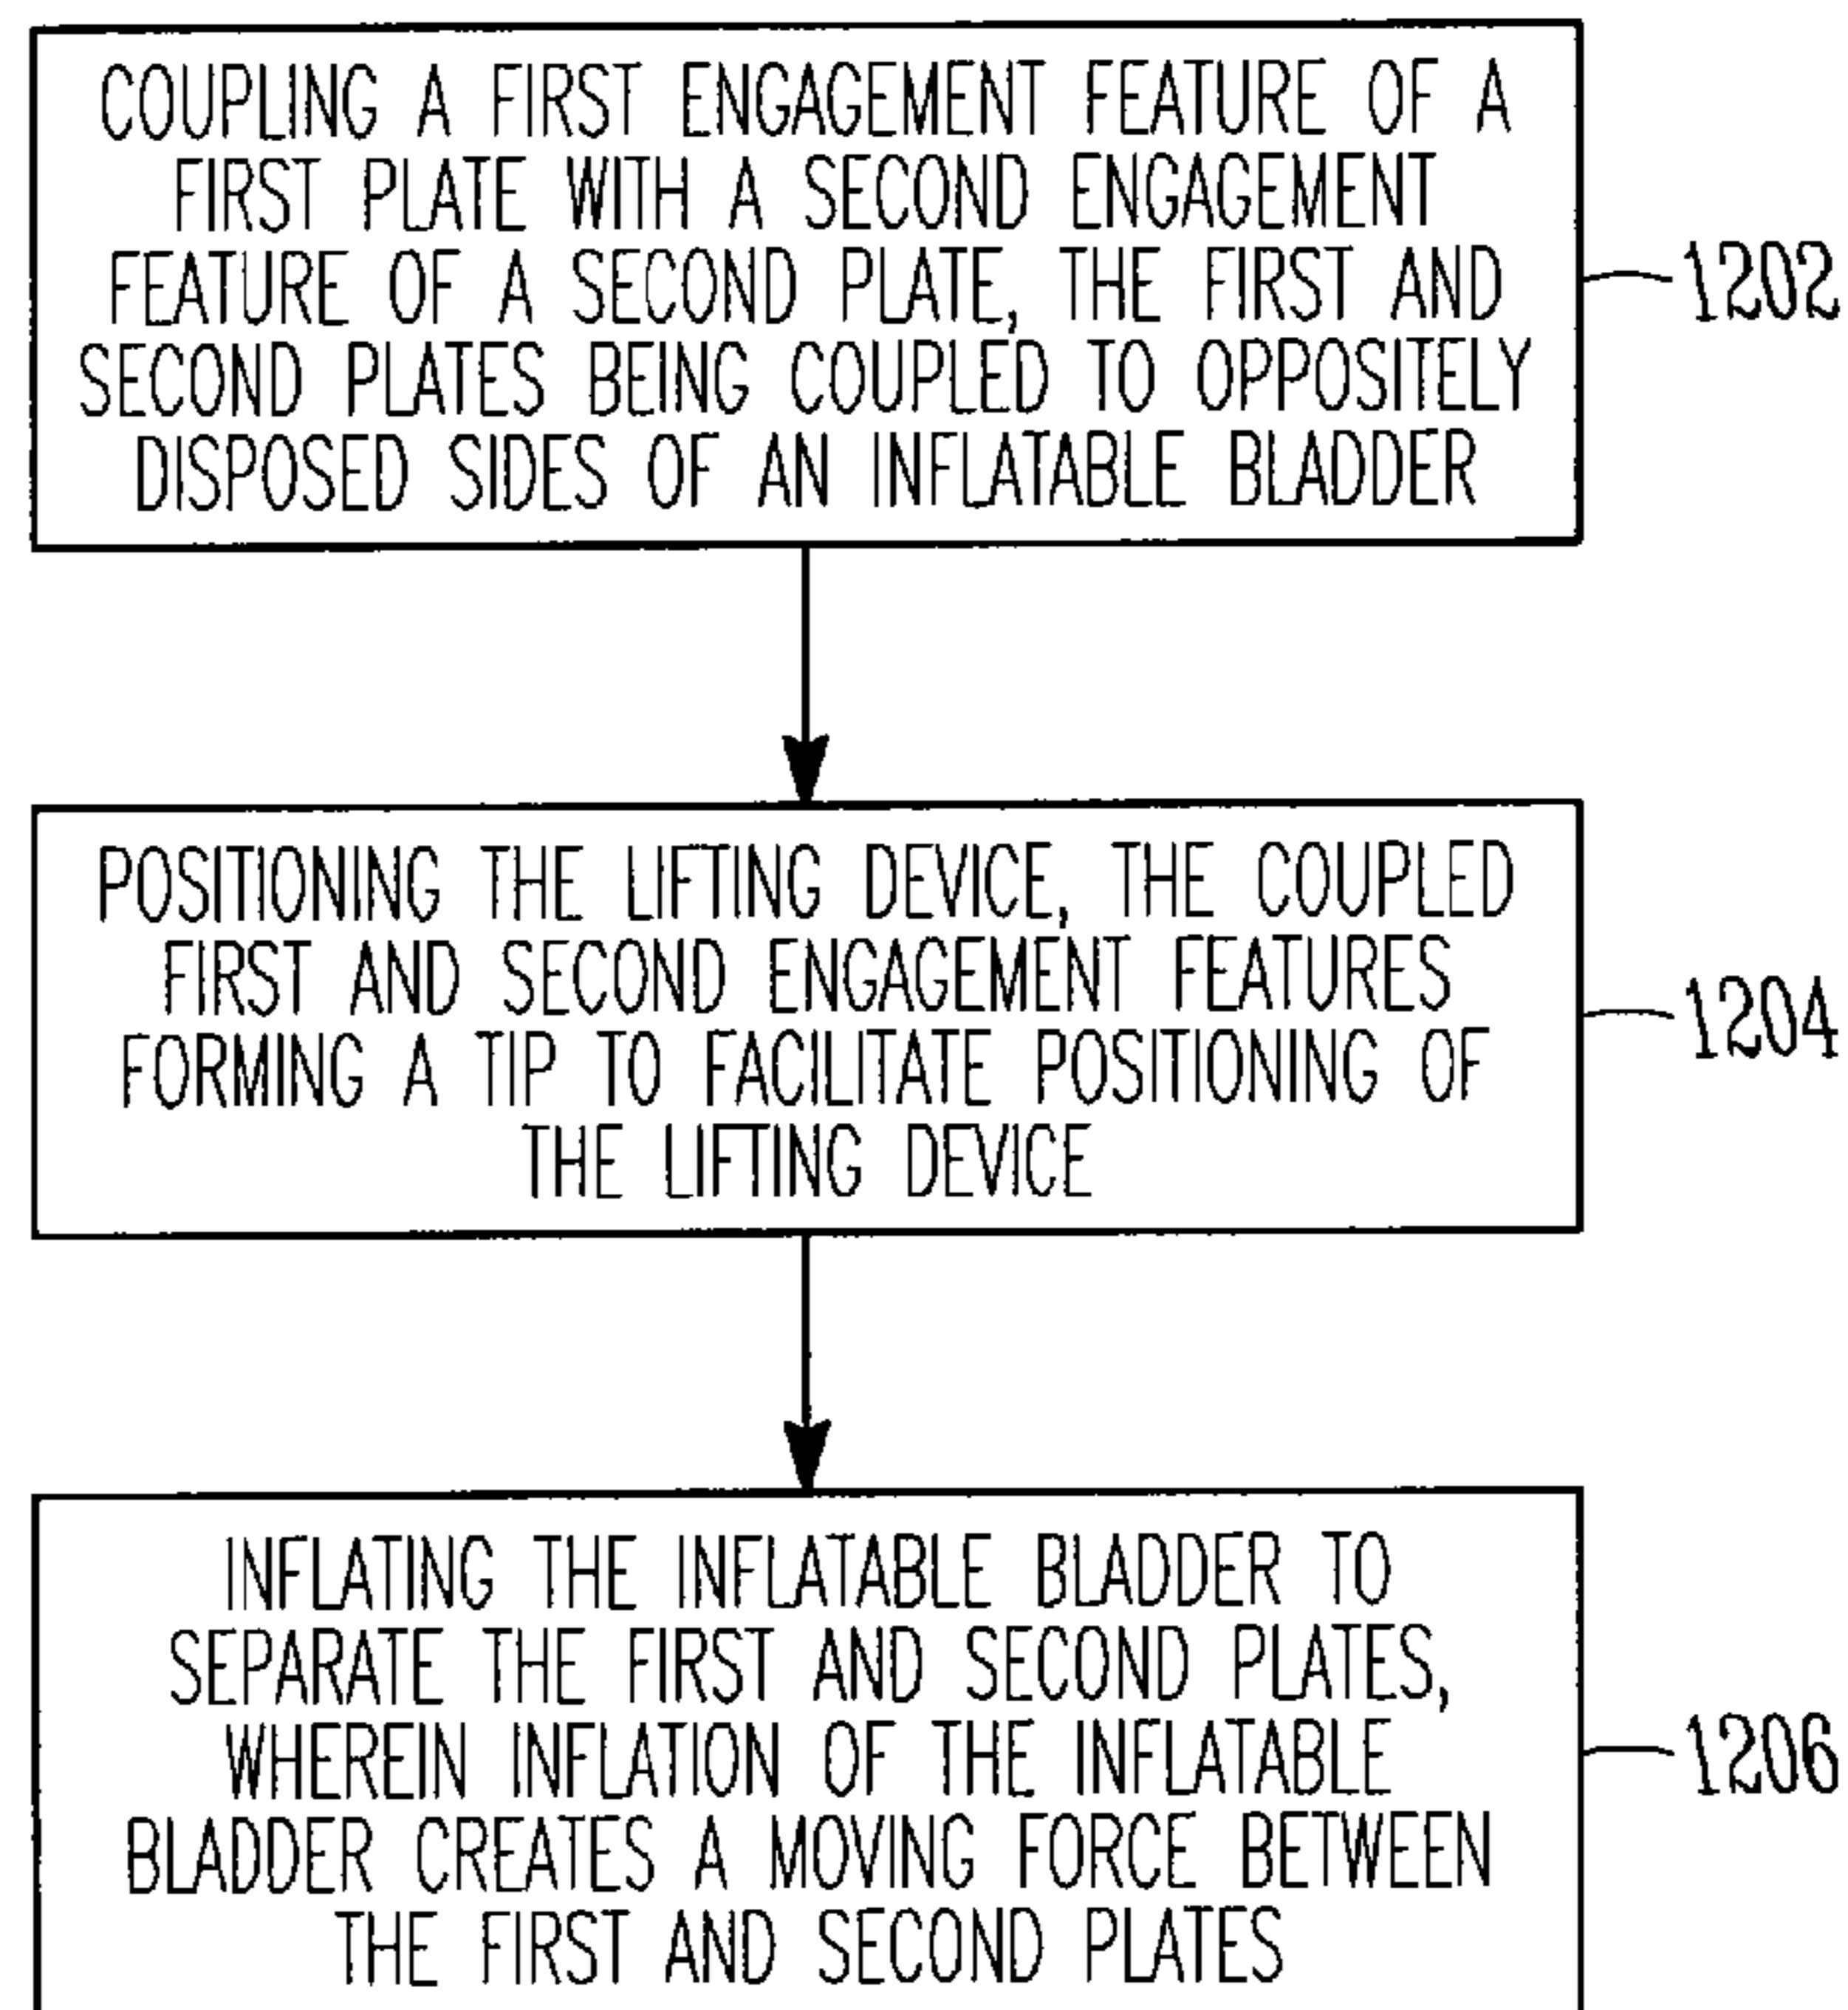 COUPLING A FIRST ENGAGEMENT FEATURE OF A
FIRST PLATE WITH A SECOND ENGAGEMENT
FEATURE OF A SECOND PLATE, THE FIRST AND
SECOND PLATES BEING COUPLED TO OPPOSITELY
DISPOSED SIDES OF AN INFLATABLE BLADDER
1202
POSITIONING THE LIFTING DEVICE, THE COUPLED
FIRST AND SECOND ENGAGEMENT FEATURES
FORMING A TIP TO FACILITATE POSITIONING OF
THE LIFTING DEVICE
1204
INFLATING THE INFLATABLE BLADDER TO
SEPARATE THE FIRST AND SECOND PLATES,
WHEREIN INFLATION OF THE INFLATABLE
BLADDER CREATES A MOVING FORCE BETWEEN
THE FIRST AND SECOND PLATES
1206